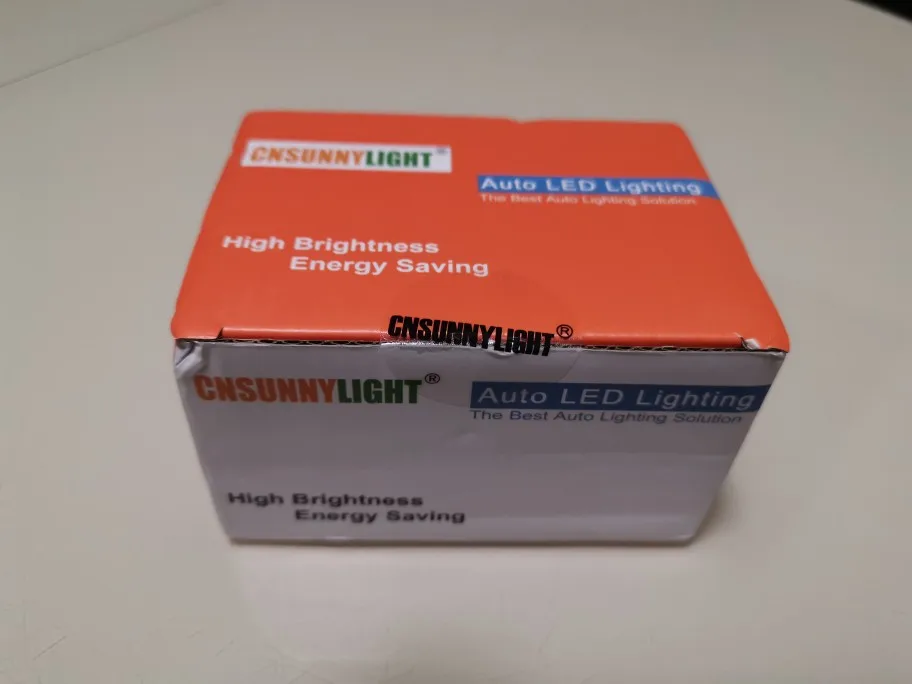 CNSUNNYLIGHT®
Auto LED Lighting
The Best Auto Lighting Solution
High Brightness
Energy Saving
CNSUNNYLIGHT®
CNSUNNYLIGHT®
Auto LED Lighting
The Best Auto Lighting Solution
High Brightness
Energy Saving